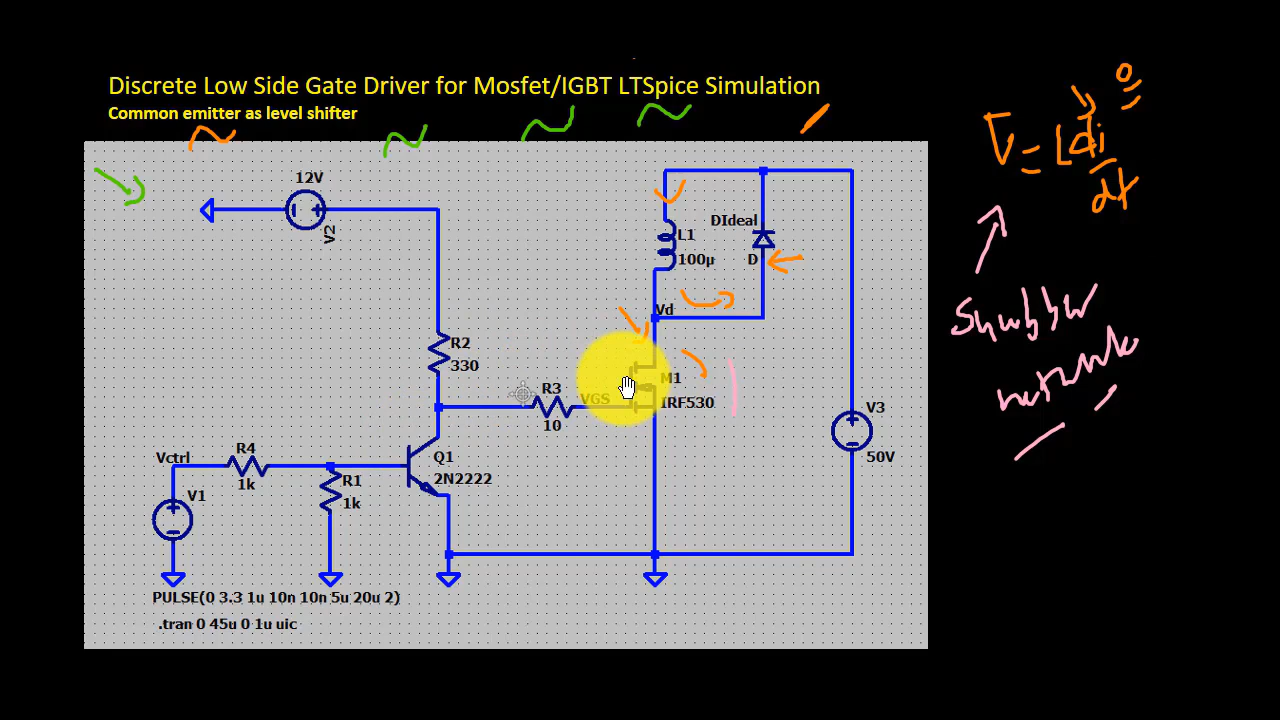 Discrete Low Side Gate Driver for Mosfet/IGBT LTSpice Simulation
Common emitter as level shifter
12V
V2
R2
330
R4
1k
Vctrl
V1
R1
1k
Q1
2N2222
R3
10
VGS
M1
IRF530
Vd
L1
100µ
DIdeal
D
V3
50V
PULSE(0 3.3 1u 10n 10n 5u 20u 2)
.tran 0 45u 0 1u uic
V = L di
dt
0